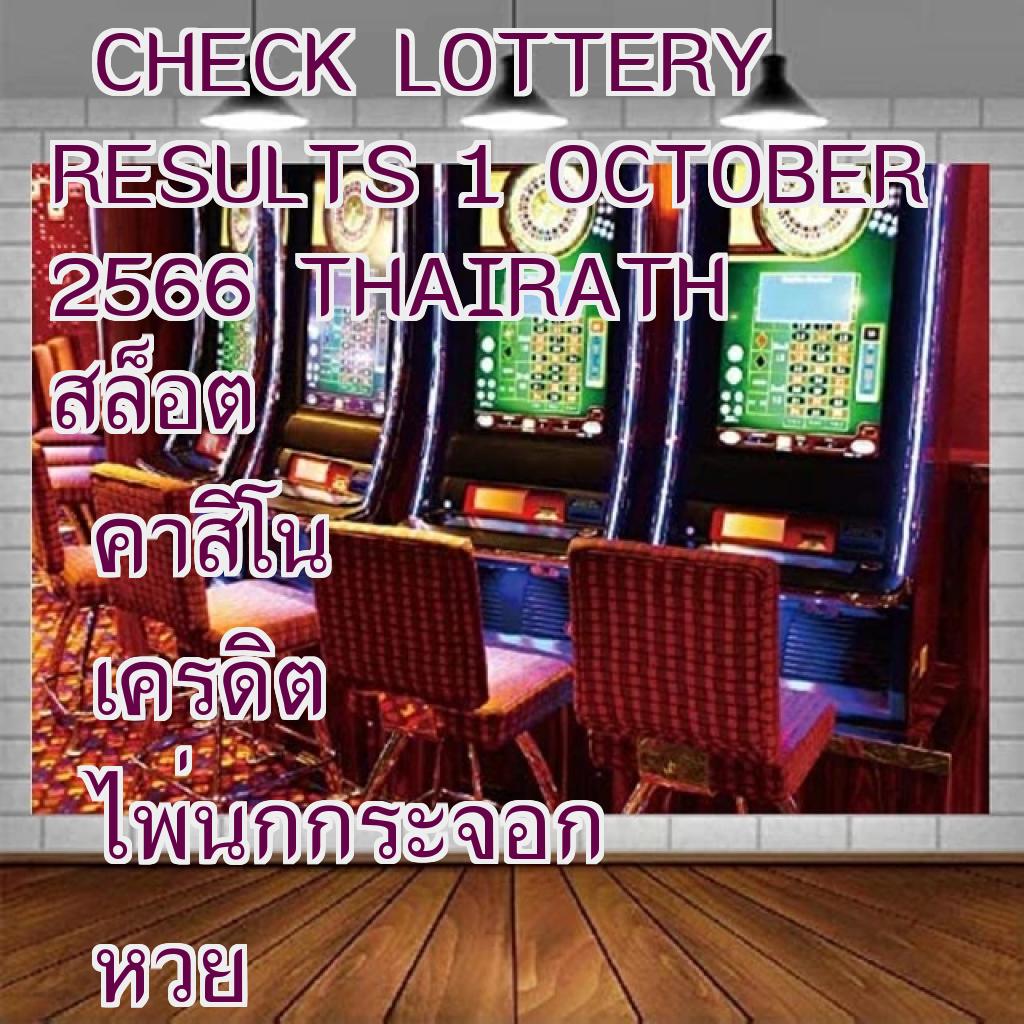 CHECK LOTTERY
RESULTS 1 OCTOBER
2566 THAIRATH
สล็อต
คาสิโน
เครดิต
ไพ่นกกระจอก
หวย